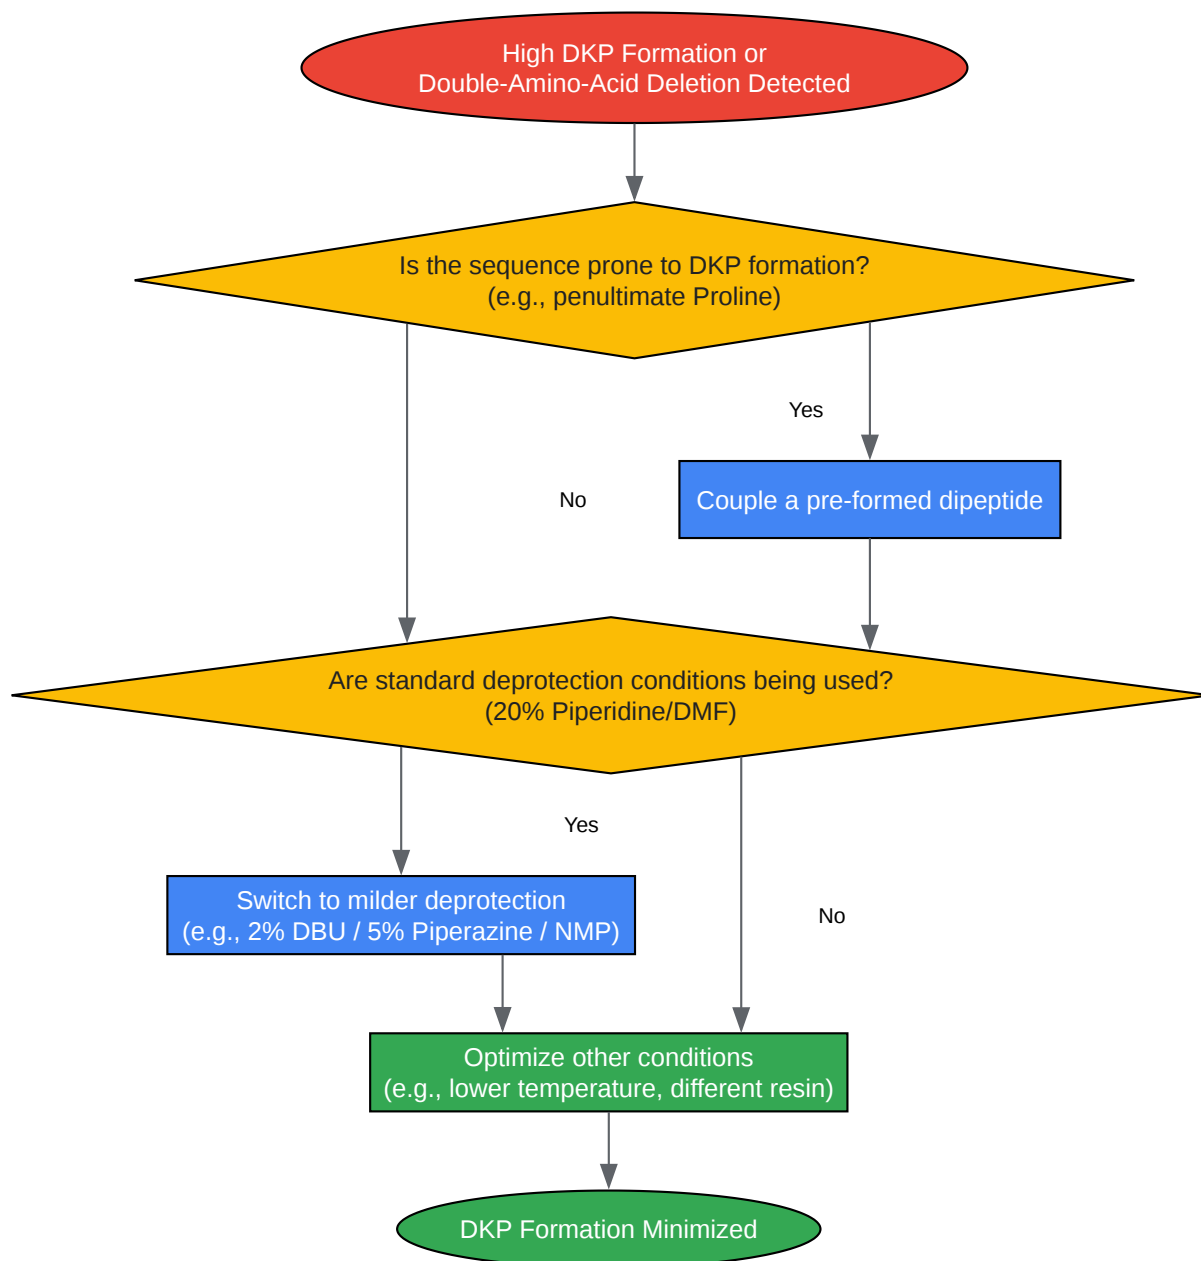 High DKP Formation or
Double-Amino-Acid Deletion Detected
Is the sequence prone to DKP formation?
(e.g., penultimate Proline)
Yes
No
Couple a pre-formed dipeptide
Are standard deprotection conditions being used?
(20% Piperidine/DMF)
Yes
Switch to milder deprotection
(e.g., 2% DBU / 5% Piperazine / NMP)
No
Optimize other conditions
(e.g., lower temperature, different resin)
DKP Formation Minimized